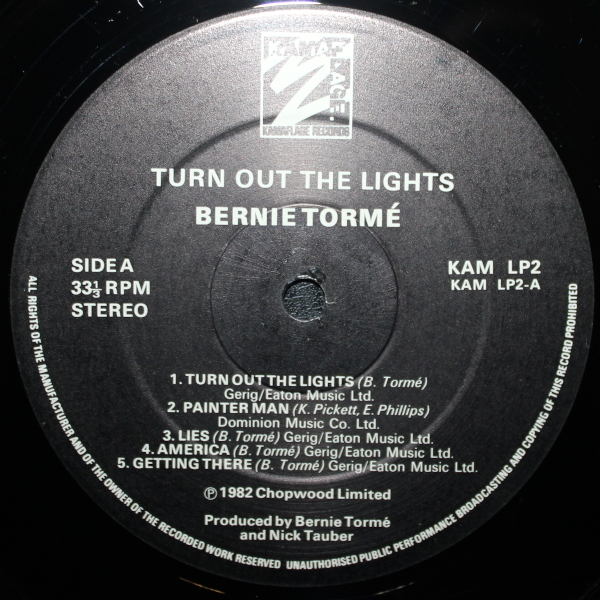 KAMA
FLAGE.
KAMAFLAGE RECORDS
TURN OUT THE LIGHTS
BERNIE TORMÉ
SIDE A
33⅓ RPM
STEREO
KAM LP2
KAM LP2-A
1. TURN OUT THE LIGHTS (B. Tormé)
Gerig/Eaton Music Ltd.
2. PAINTER MAN (K. Pickett, E. Phillips)
Dominion Music Co. Ltd.
3. LIES (B. Tormé) Gerig/Eaton Music Ltd.
4. AMERICA (B. Tormé) Gerig/Eaton Music Ltd.
5. GETTING THERE (B. Tormé) Gerig/Eaton Music Ltd.
Ⓟ 1982 Chopwood Limited
Produced by Bernie Tormé
and Nick Tauber
ALL RIGHTS OF THE MANUFACTURER AND OF THE OWNER OF THE RECORDED WORK RESERVED UNAUTHORISED PUBLIC PERFORMANCE BROADCASTING AND COPYING OF THIS RECORD PROHIBITED